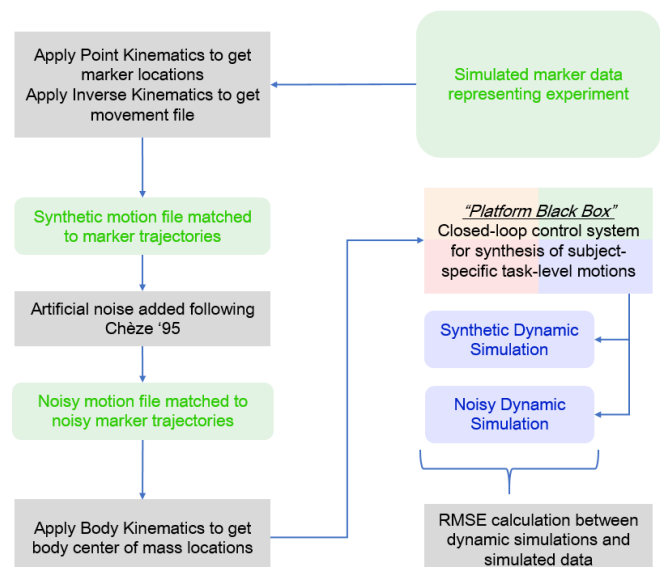 Apply Point Kinematics to get
marker locations
Apply Inverse Kinematics to get
movement file
Simulated marker data
representing experiment
Synthetic motion file matched
to marker trajectories
Artificial noise added following
Chèze ‘95
Noisy motion file matched to
noisy marker trajectories
Apply Body Kinematics to get
body center of mass locations
“Platform Black Box”
Closed-loop control system
for synthesis of subject-
specific task-level motions
Synthetic Dynamic
Simulation
Noisy Dynamic
Simulation
RMSE calculation between
dynamic simulations and
simulated data